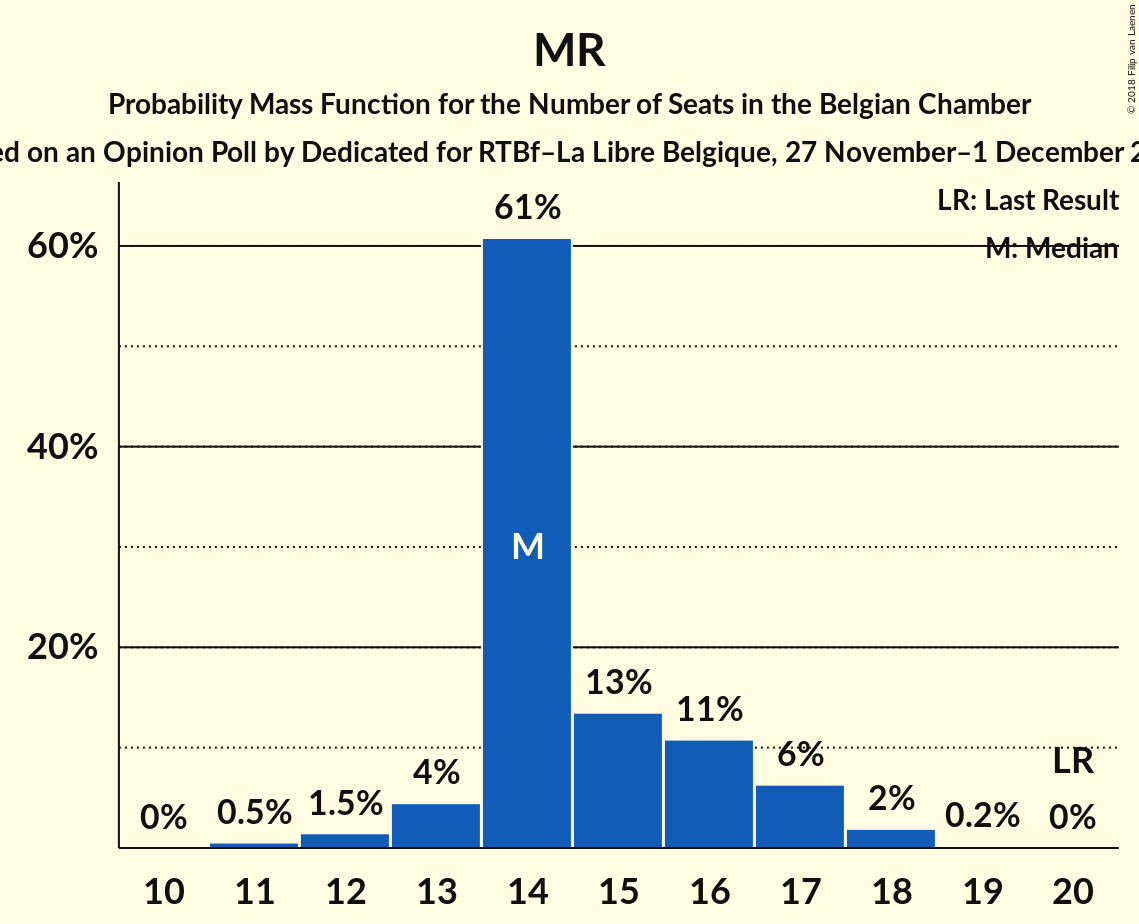 © 2018 Filip van Laenen
MR
Probability Mass Function for the Number of Seats in the Belgian Chamber
on an Opinion Poll by Dedicated for RTBf–La Libre Belgique, 27 November–1 December
LR: Last Result
M: Median
61%
60%
40%
M
20%
13%
11%
6%
LR
4%
2%
1.5%
0.5%
0.2%
0%
0%
10 11 12 13 14 15 16 17 18 19 20